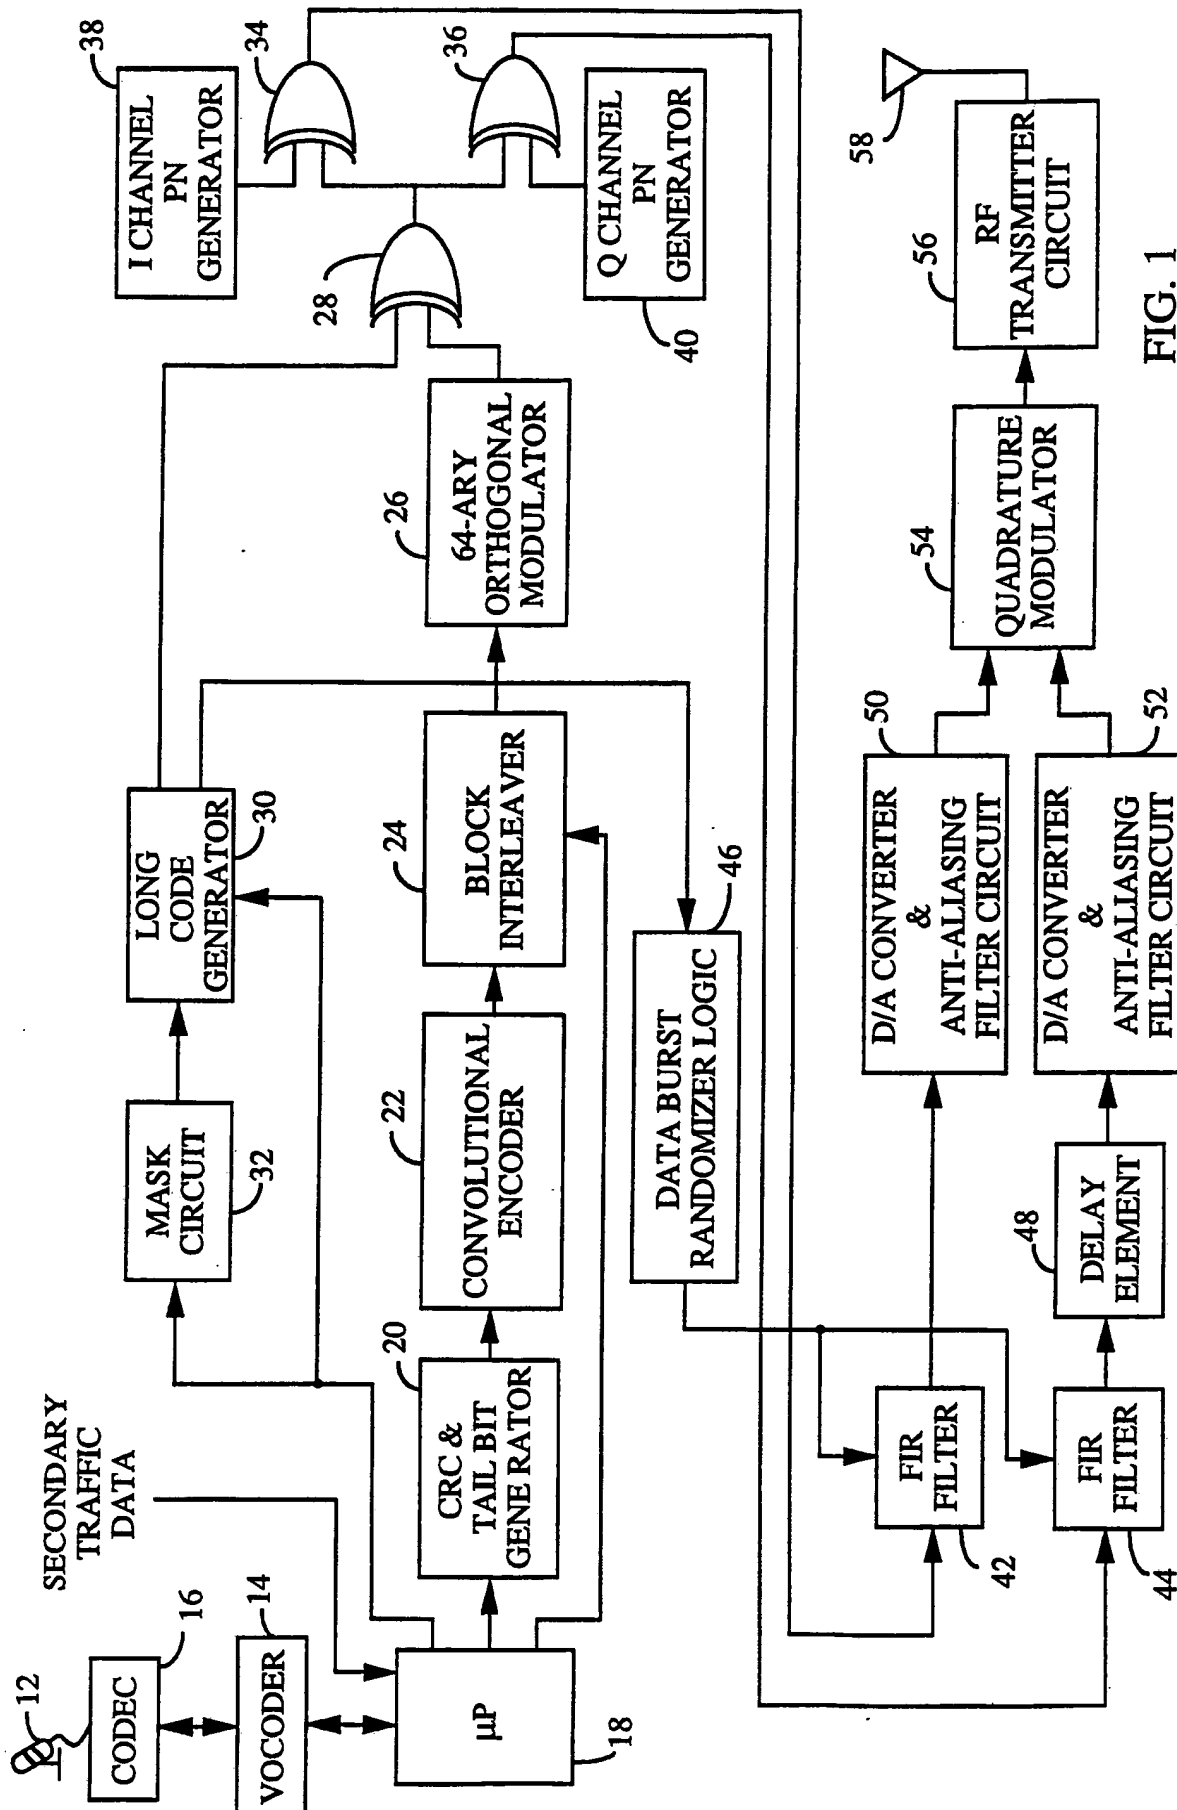 12
CODEC
16
VOCODER
14
SECONDARY
TRAFFIC
DATA
μP
18
MASK
CIRCUIT
32
LONG
CODE
GENERATOR
30
CRC &
TAIL BIT
GENE RATOR
20
CONVOLUTIONAL
ENCODER
22
BLOCK
INTERLEAVER
24
64-ARY
ORTHOGONAL
MODULATOR
26
28
I CHANNEL
PN
GENERATOR
38
34
36
Q CHANNEL
PN
GENERATOR
40
DATA BURST
RANDOMIZER LOGIC
46
FIR
FILTER
42
FIR
FILTER
44
DELAY
ELEMENT
48
D/A CONVERTER
&
ANTI-ALIASING
FILTER CIRCUIT
50
D/A CONVERTER
&
ANTI-ALIASING
FILTER CIRCUIT
52
QUADRATURE
MODULATOR
54
RF
TRANSMITTER
CIRCUIT
56
58
FIG. 1